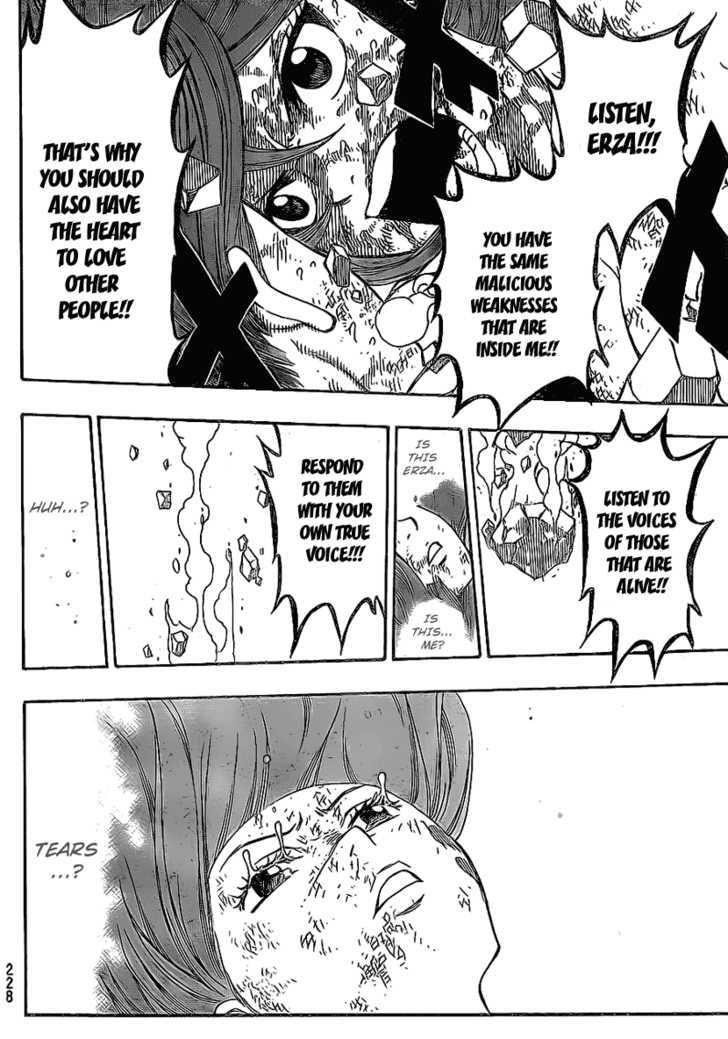 LISTEN,
ERZA!!!
YOU HAVE
THE SAME
MALICIOUS
WEAKNESSES
THAT ARE
INSIDE ME!!
THAT'S WHY
YOU SHOULD
ALSO HAVE
THE HEART
TO LOVE
OTHER
PEOPLE!!
LISTEN TO
THE VOICES
OF THOSE
THAT ARE
ALIVE!!
IS
THIS
ERZA...
IS
THIS...
ME?
RESPOND
TO THEM
WITH YOUR
OWN TRUE
VOICE!!!
HUH...?
TEARS
...?
228